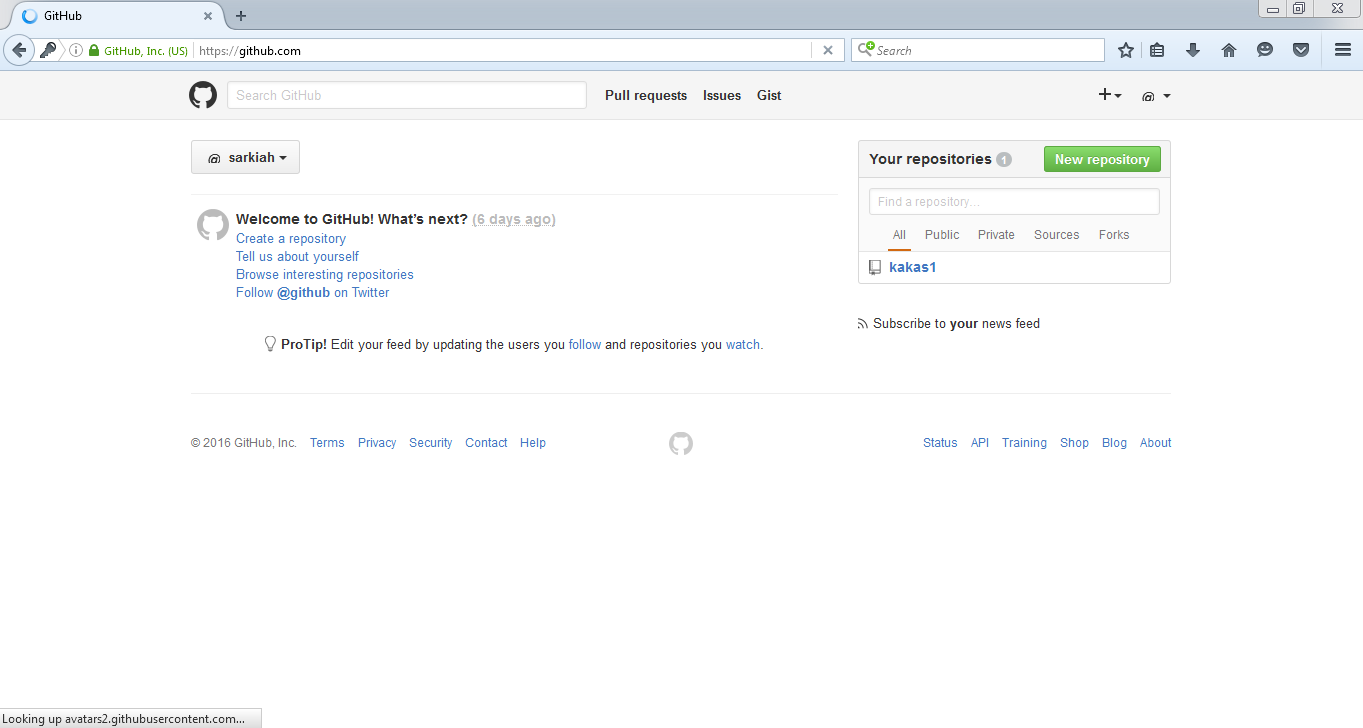 GitHub
GitHub, Inc. (US) https://github.com Search
Search GitHub Pull requests Issues Gist @
@ sarkiah
Your repositories 1 New repository
Find a repository...
All Public Private Sources Forks
kakas1
Welcome to GitHub! What's next? (6 days ago)
Create a repository
Tell us about yourself
Browse interesting repositories
Follow @github on Twitter
Subscribe to your news feed
ProTip! Edit your feed by updating the users you follow and repositories you watch.
© 2016 GitHub, Inc. Terms Privacy Security Contact Help Status API Training Shop Blog About
Looking up avatars2.githubusercontent.com...